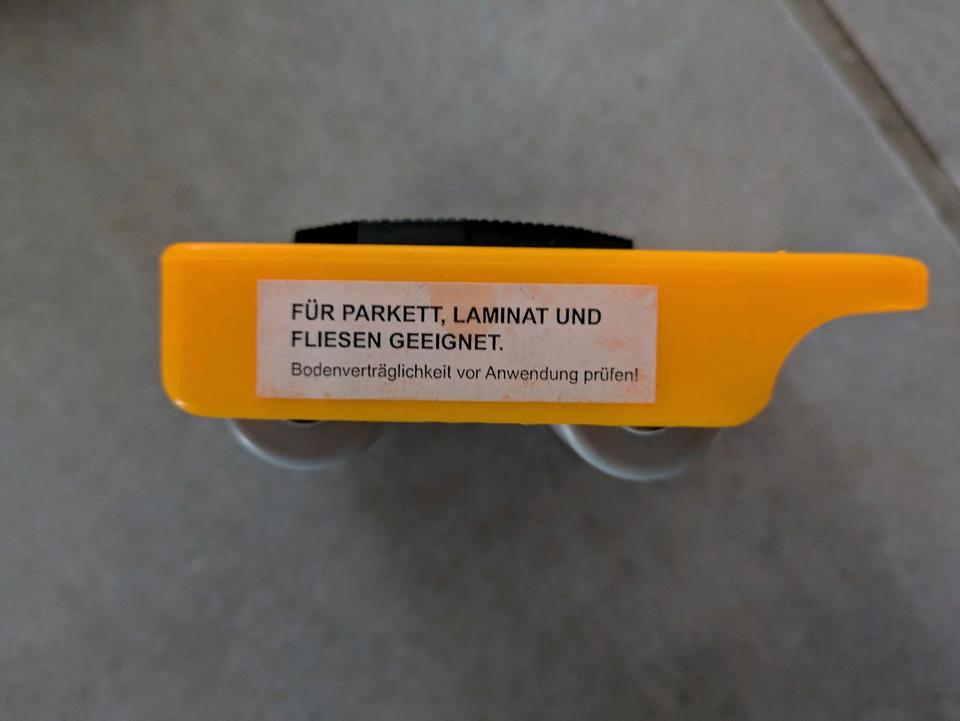 FÜR PARKETT, LAMINAT UND
FLIESEN GEEIGNET.
Bodenverträglichkeit vor Anwendung prüfen!